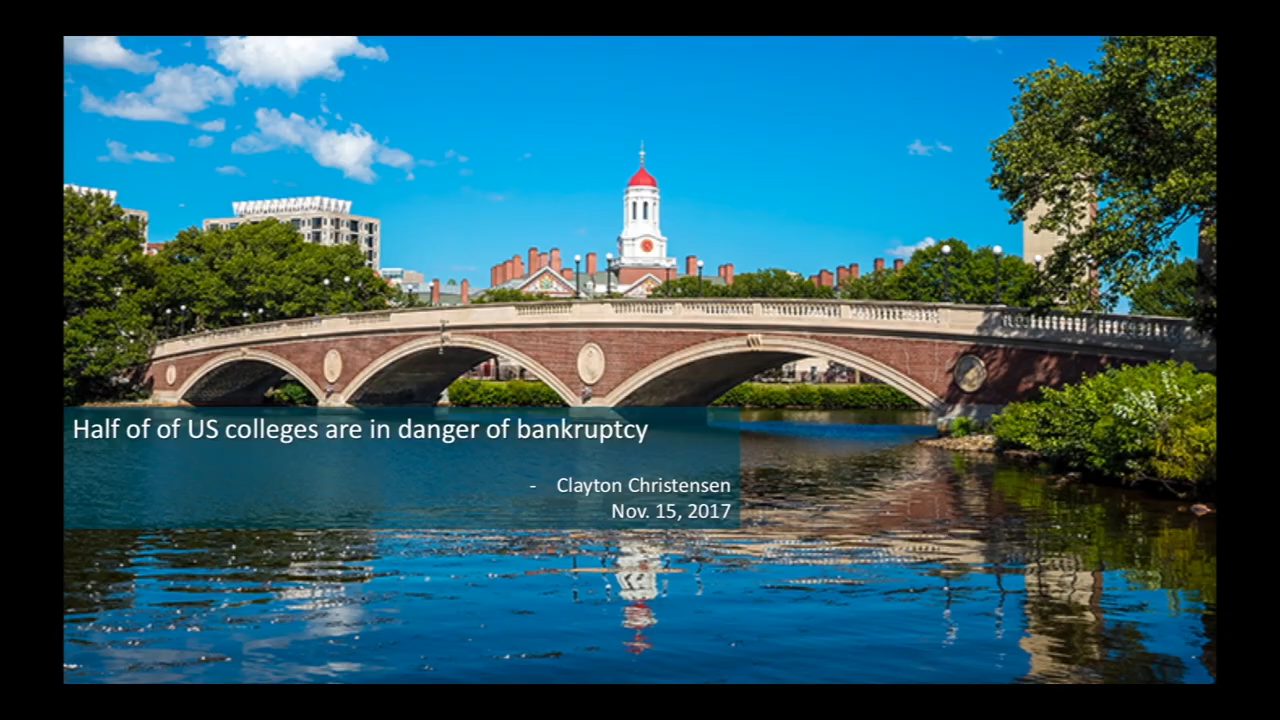 Half of of US colleges are in danger of bankruptcy
- Clayton Christensen
Nov. 15, 2017